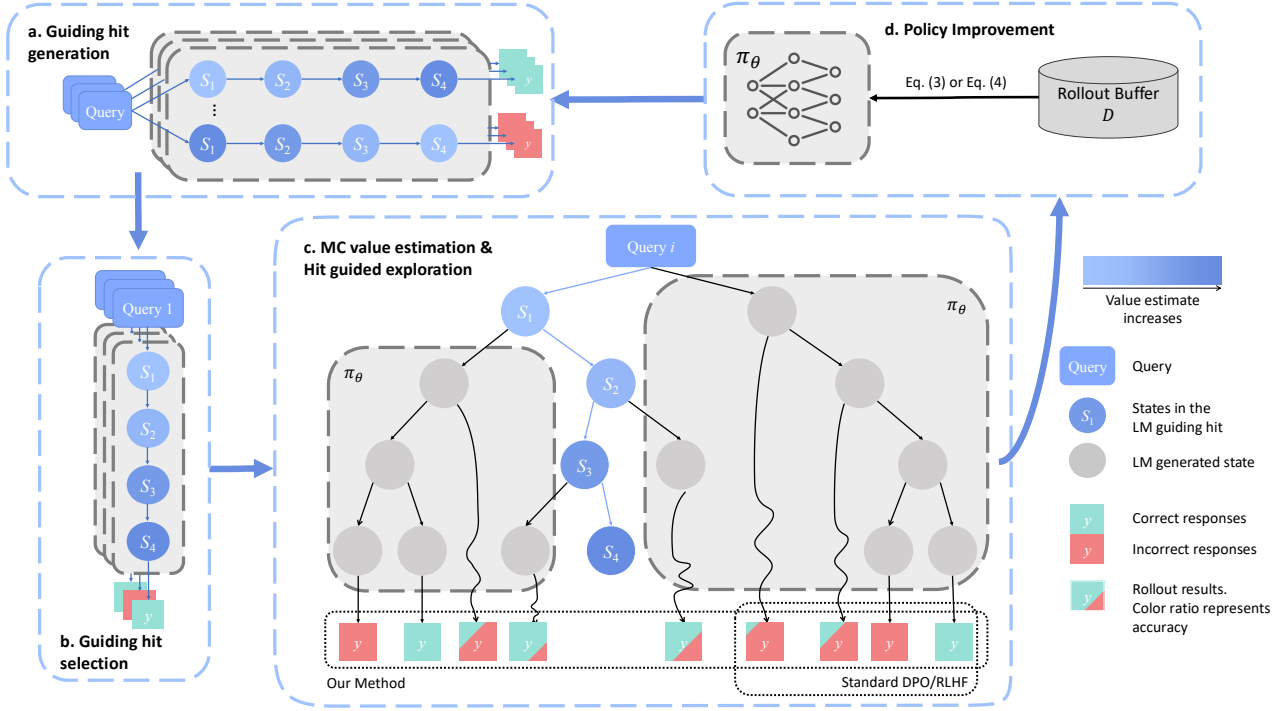 a. Guiding hit
generation
Query
S1
S2
S3
S4
y
⋮
S1
S2
S3
S4
y
d. Policy Improvement
πθ
Eq. (3) or Eq. (4)
Rollout Buffer
D
b. Guiding hit
selection
Query 1
S1
S2
S3
S4
y
c. MC value estimation &
Hit guided exploration
Query i
S1
πθ
πθ
S2
S3
S4
y y y y y y y y y
Our Method
Standard DPO/RLHF
Value estimate
increases
Query
Query
S1
States in the
LM guiding hit
LM generated state
y
Correct responses
y
Incorrect responses
y
Rollout results.
Color ratio represents
accuracy